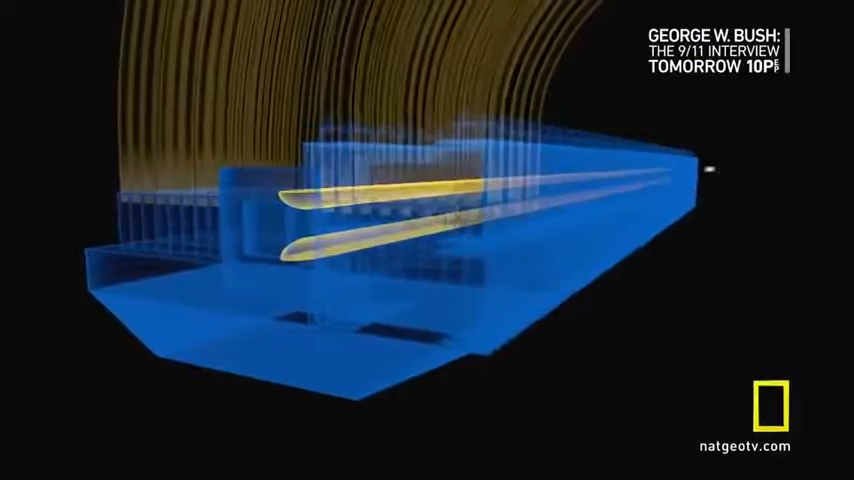 GEORGE W. BUSH:
THE 9/11 INTERVIEW
TOMORROW 10P
natgeotv.com